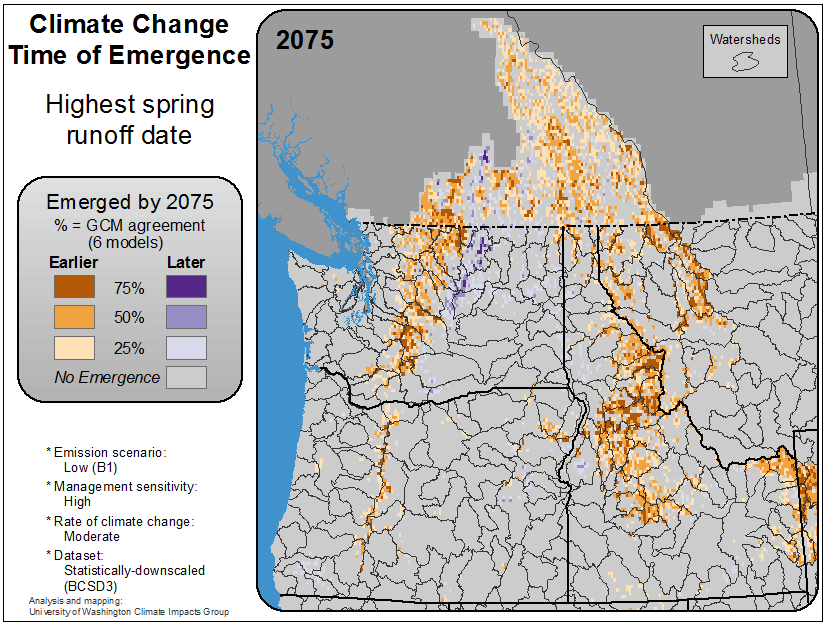 Climate Change
Time of Emergence
Highest spring
runoff date
Emerged by 2075
% = GCM agreement
(6 models)
Earlier Later
75%
50%
25%
No Emergence
* Emission scenario:
Low (B1)
* Management sensitivity:
High
* Rate of climate change:
Moderate
* Dataset:
Statistically-downscaled
(BCSD3)
Analysis and mapping:
University of Washington Climate Impacts Group
2075
Watersheds